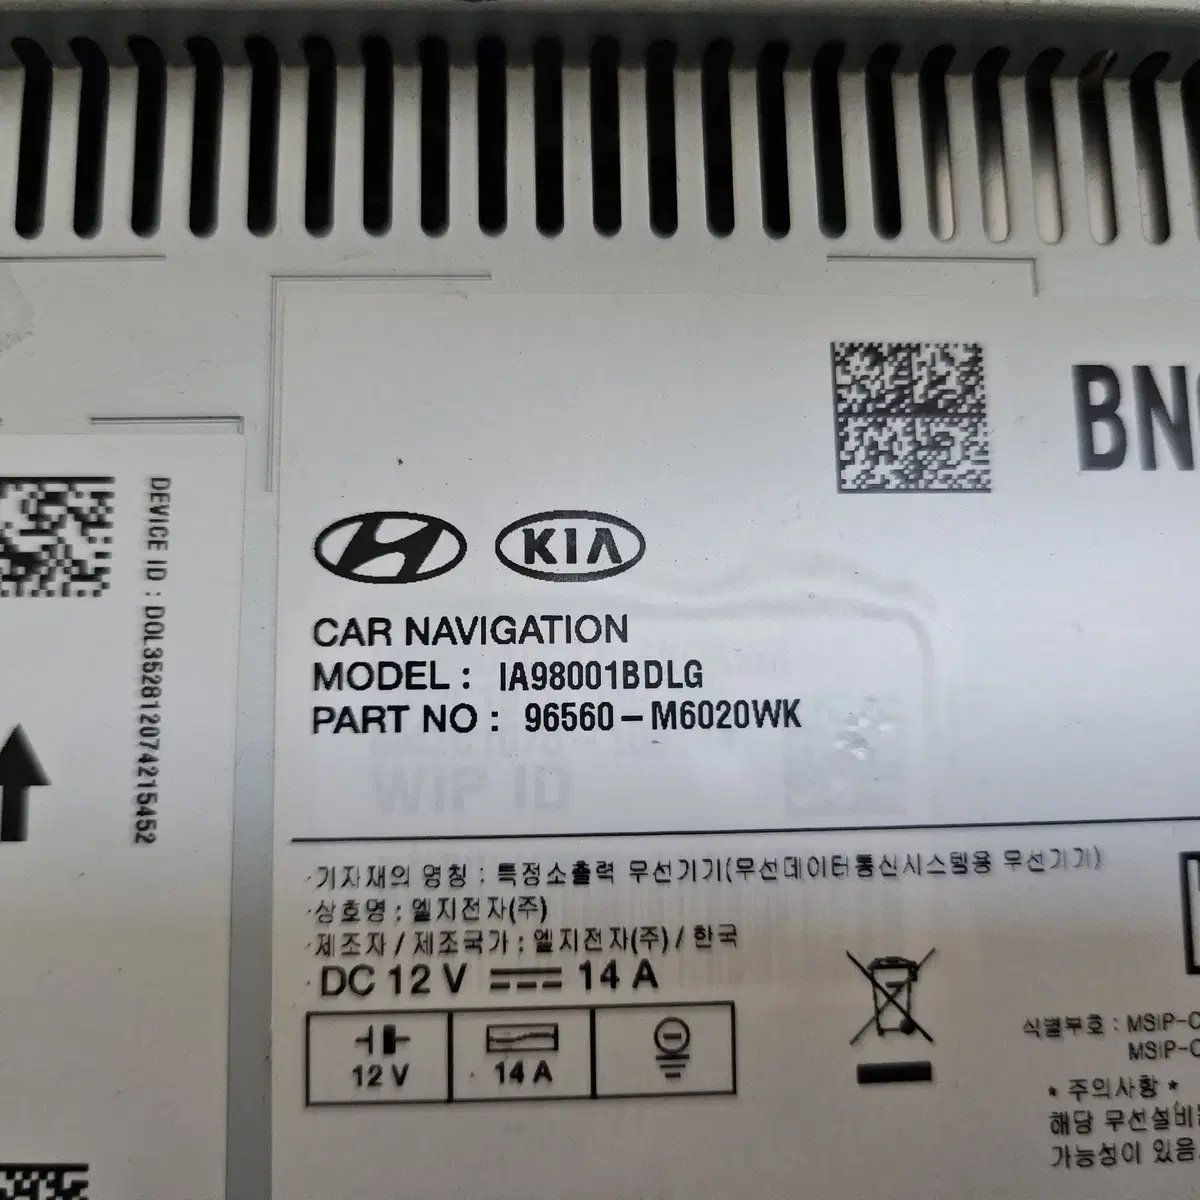 BN
DEVICE ID : DOL352812074215452
KIA
CAR NAVIGATION
MODEL : IA98001BDLG
PART NO : 96560-M6020WK
WIP ID
·기자재의 명칭 : 특정소출력 무선기기(무선데이터통신시스템용 무선기기)
·상호명 : 엘지전자(주)
·제조자 / 제조국가 : 엘지전자(주) / 한국
·DC 12 V ⎓ 14 A
12 V
14 A
식별부호 : MSIP-C
MSIP-C
* 주의사항 *
해당 무선설비
가능성이 있음